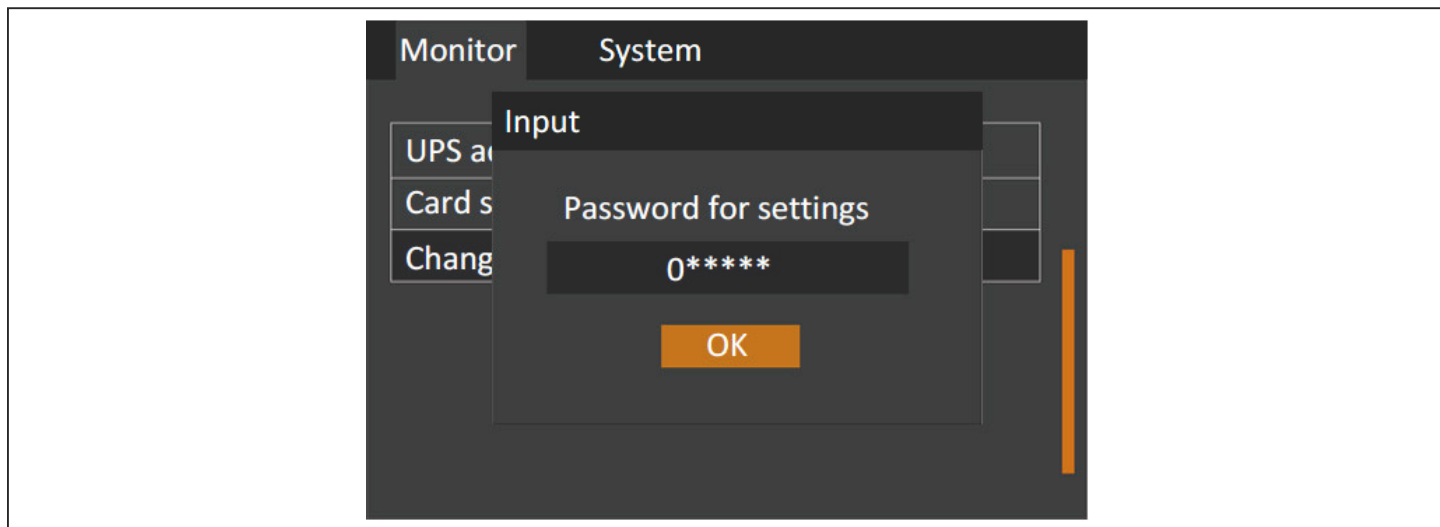 Monitor System
Input
UPS a
Card s
Password for settings
Chang
0*****
OK